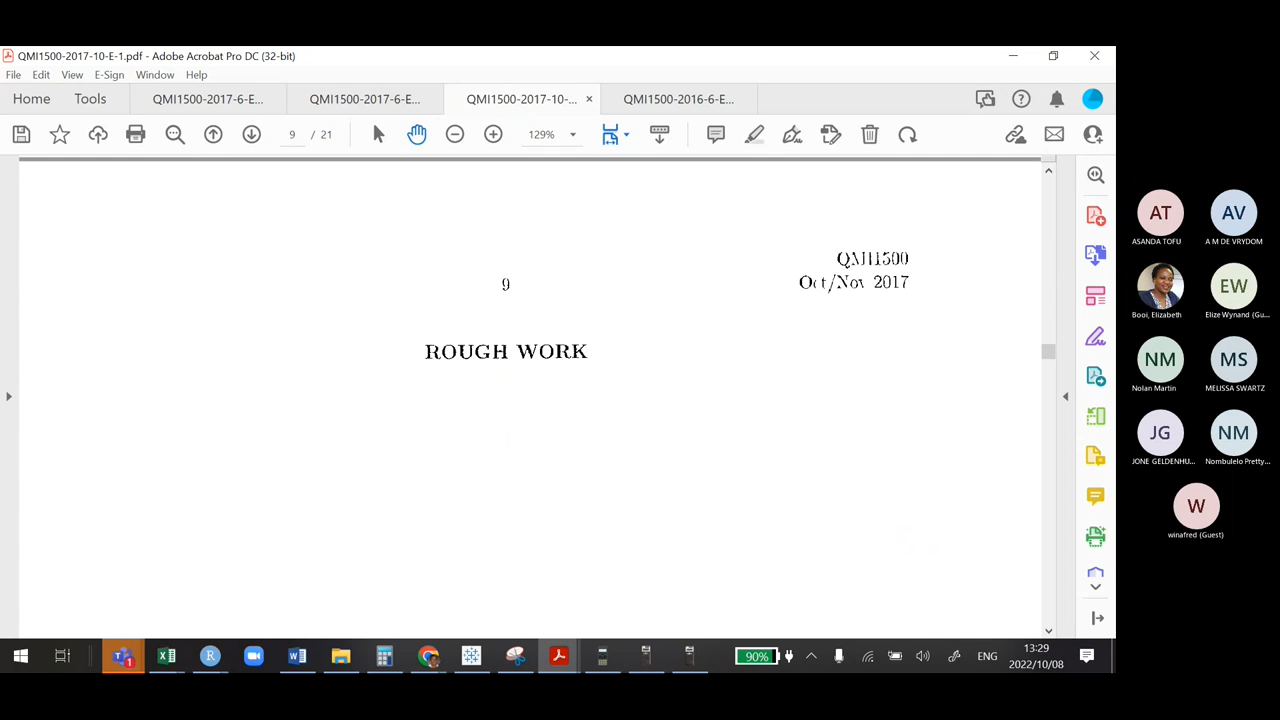 QMI1500-2017-10-E-1.pdf - Adobe Acrobat Pro DC (32-bit)
File Edit View E-Sign Window Help
Home Tools QMI1500-2017-6-E... QMI1500-2017-6-E... QMI1500-2017-10-... × QMI1500-2016-6-E...
9 / 21 129%
QMI1500
9 Oct/Nov 2017
ROUGH WORK
AT AV
ASANDA TOFU A M DE VRYDOM
EW
Booi, Elizabeth Elize Wynand (Gu...
NM MS
Nolan Martin MELISSA SWARTZ
JG NM
JONE GELDENHU... Nombulelo Pretty...
W
winafred (Guest)
90% ENG 13:29
2022/10/08